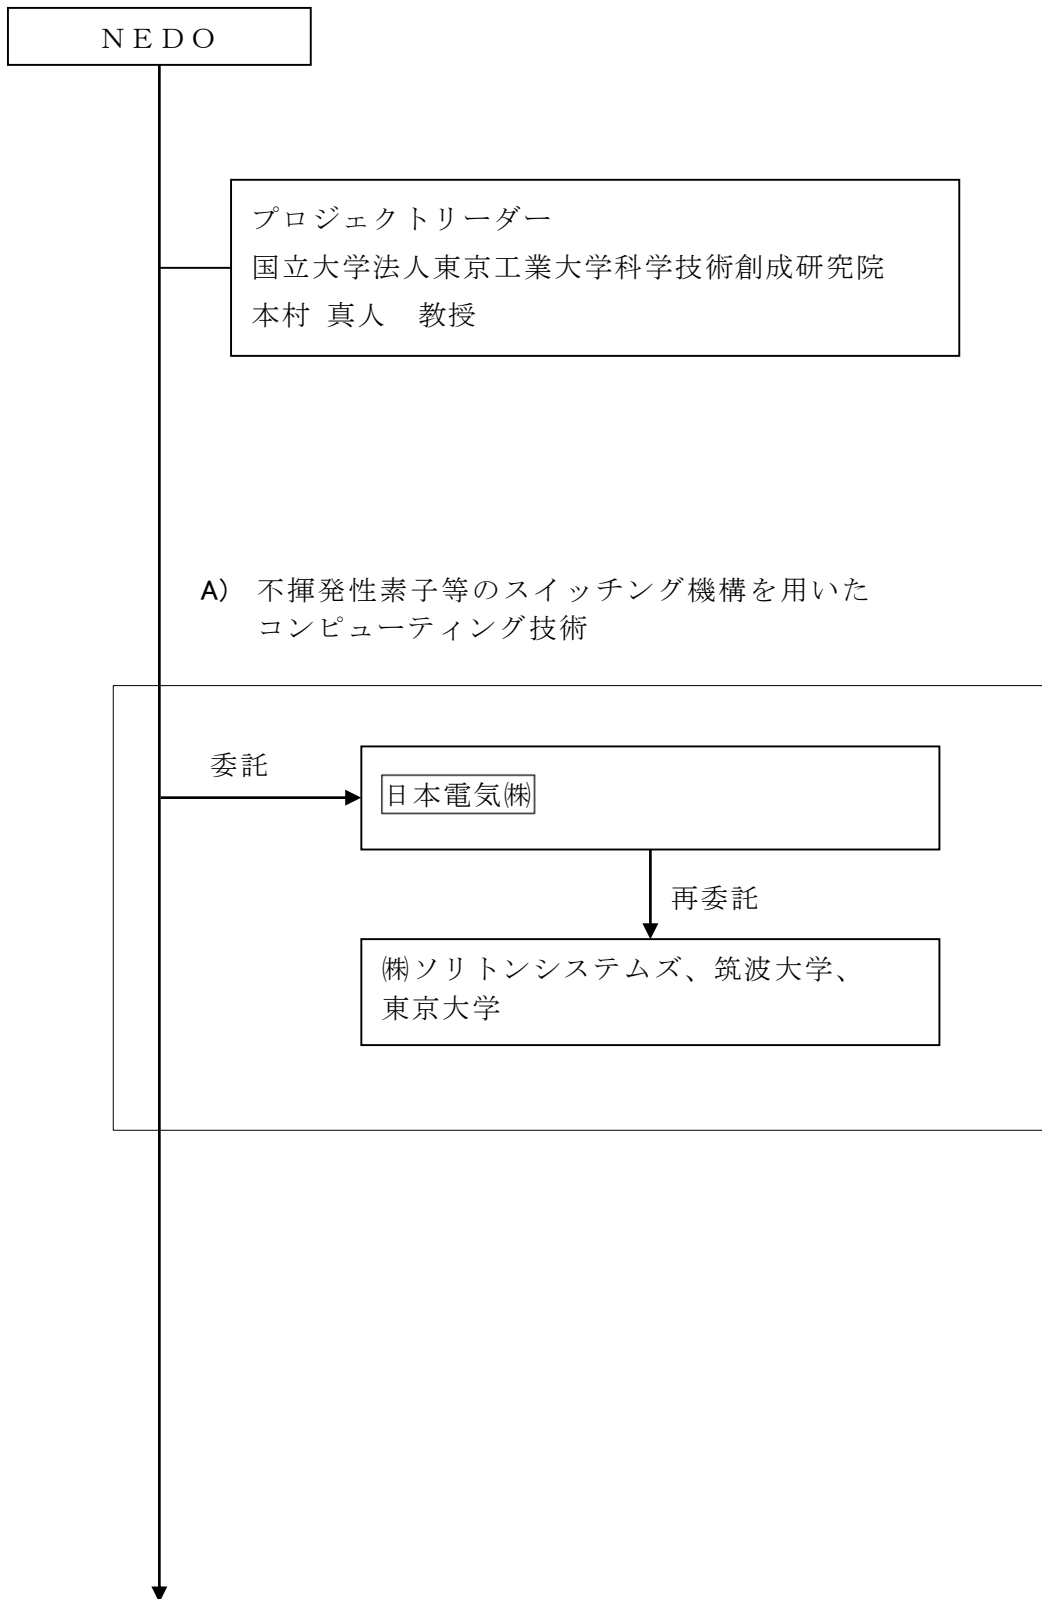 ＮＥＤＯ
プロジェクトリーダー
国立大学法人東京工業大学科学技術創成研究院
本村 真人　教授
A） 不揮発性素子等のスイッチング機構を用いた
コンピューティング技術
委託
日本電気㈱
再委託
㈱ソリトンシステムズ、筑波大学、
東京大学